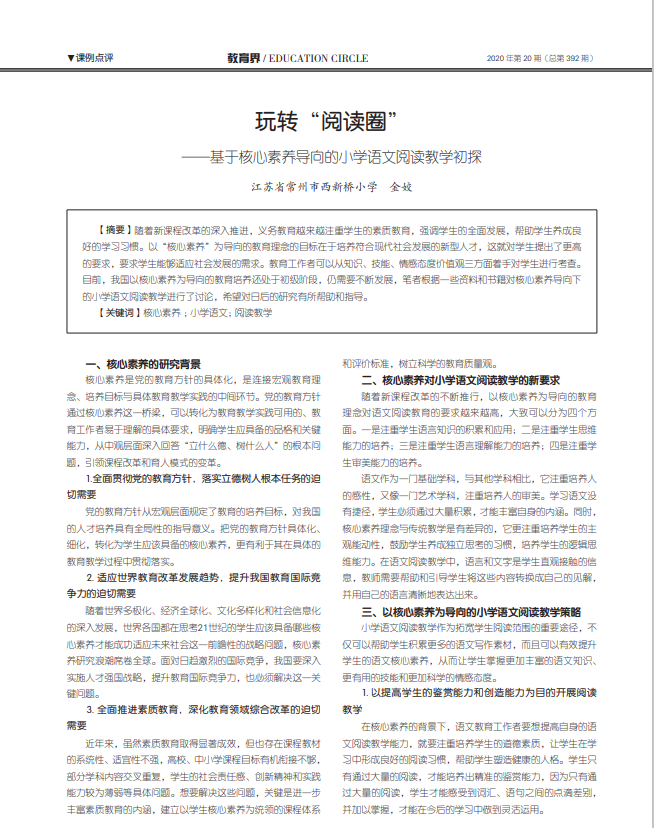 ▼课例点评
教育界 / EDUCATION CIRCLE
2020 年第 20 期（总第 392 期）
玩转“阅读圈”
——基于核心素养导向的小学语文阅读教学初探
江苏省常州市西新桥小学 金姣
【摘要】随着新课程改革的深入推进，义务教育越来越注重学生的素质教育，强调学生的全面发展，帮助学生养成良
好的学习习惯。以“核心素养”为导向的教育理念的目标在于培养符合现代社会发展的新型人才，这就对学生提出了更高
的要求，要求学生能够适应社会发展的需求。教育工作者可以从知识、技能、情感态度价值观三方面着手对学生进行考查。
目前，我国以核心素养为导向的教育培养还处于初级阶段，仍需要不断发展，笔者根据一些资料和书籍对核心素养导向下
的小学语文阅读教学进行了讨论，希望对日后的研究有所帮助和指导。
【关键词】核心素养；小学语文；阅读教学
一、核心素养的研究背景
核心素养是党的教育方针的具体化，是连接宏观教育理
念、培养目标与具体教育教学实践的中间环节。党的教育方针
通过核心素养这一桥梁，可以转化为教育教学实践可用的、教
育工作者易于理解的具体要求，明确学生应具备的品格和关键
能力，从中观层面深入回答“立什么德、树什么人”的根本问
题，引领课程改革和育人模式的变革。
1.全面贯彻党的教育方针，落实立德树人根本任务的迫
切需要
党的教育方针从宏观层面规定了教育的培养目标，对我国
的人才培养具有全局性的指导意义。把党的教育方针具体化、
细化，转化为学生应该具备的核心素养，更有利于其在具体的
教育教学过程中贯彻落实。
2. 适应世界教育改革发展趋势，提升我国教育国际竞
争力的迫切需要
随着世界多极化、经济全球化、文化多样化和社会信息化
的深入发展，世界各国都在思考21世纪的学生应该具备哪些核
心素养才能成功适应未来社会这一前瞻性的战略问题，核心素
养研究浪潮席卷全球。面对日趋激烈的国际竞争，我国要深入
实施人才强国战略，提升教育国际竞争力，也必须解决这一关
键问题。
3. 全面推进素质教育，深化教育领域综合改革的迫切
需要
近年来，虽然素质教育取得显著成效，但也存在课程教材
的系统性、适宜性不强，高校、中小学课程目标有机衔接不够，
部分学科内容交叉重复，学生的社会责任感、创新精神和实践
能力较为薄弱等具体问题。想要解决这些问题，关键是进一步
丰富素质教育的内涵，建立以学生核心素养为统领的课程体系
和评价标准，树立科学的教育质量观。
二、核心素养对小学语文阅读教学的新要求
随着新课程改革的不断推行，以核心素养为导向的教育
理念对语文阅读教育的要求越来越高，大致可以分为四个方
面。一是注重学生语言知识的积累和应用；二是注重学生思维
能力的培养；三是注重学生语言理解能力的培养；四是注重学
生审美能力的培养。
语文作为一门基础学科，与其他学科相比，它注重培养人
的感性，又像一门艺术学科，注重培养人的审美。学习语文没
有捷径，学生必须通过大量积累，才能丰富自身的内涵。同时，
核心素养理念与传统教学是有差异的，它更注重培养学生的主
观能动性，鼓励学生养成独立思考的习惯，培养学生的逻辑思
维能力。在语文阅读教学中，语言和文字是学生直观接触的信
息，教师需要帮助和引导学生将这些内容转换成自己的见解，
并用自己的语言清晰地表达出来。
三、以核心素养为导向的小学语文阅读教学策略
小学语文阅读教学作为拓宽学生阅读范围的重要途径，不
仅可以帮助学生积累更多的语文写作素材，而且可以有效提升
学生的语文核心素养，从而让学生掌握更加丰富的语文知识、
更有用的技能和更加科学的情感态度。
1. 以提高学生的鉴赏能力和创造能力为目的开展阅读
教学
在核心素养的背景下，语文教育工作者要想提高自身的语
文阅读教学能力，就要注重培养学生的道德素质，让学生在学
习中形成良好的阅读习惯，帮助学生塑造健康的人格。学生只
有通过大量的阅读，才能培养出精准的鉴赏能力，因为只有通
过大量的阅读，学生才能感受到词汇、语句之间的点滴差别，
并加以掌握，才能在今后的学习中做到灵活运用。